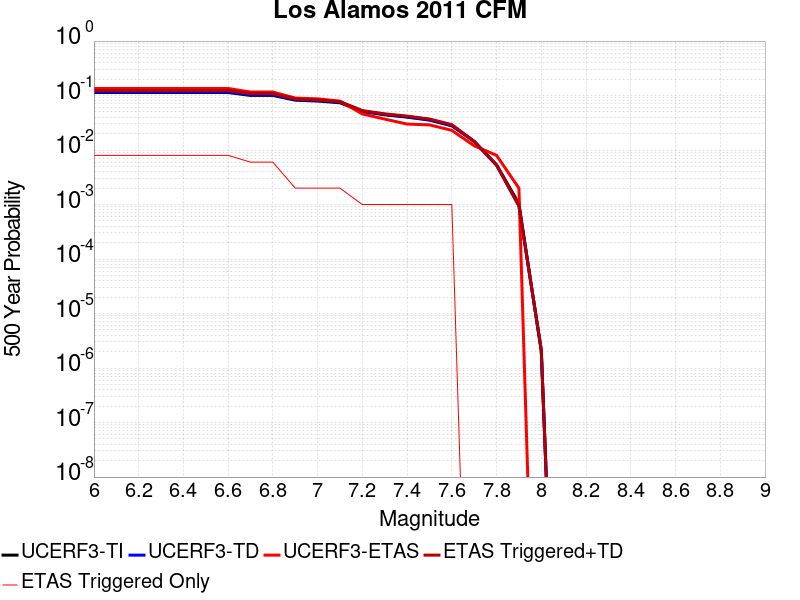 Los Alamos 2011 CFM
10^0
10^-1
10^-2
10^-3
10^-4
10^-5
10^-6
10^-7
10^-8
500 Year Probability
6 6.2 6.4 6.6 6.8 7 7.2 7.4 7.6 7.8 8 8.2 8.4 8.6 8.8 9
Magnitude
UCERF3-TI UCERF3-TD UCERF3-ETAS ETAS Triggered+TD
ETAS Triggered Only